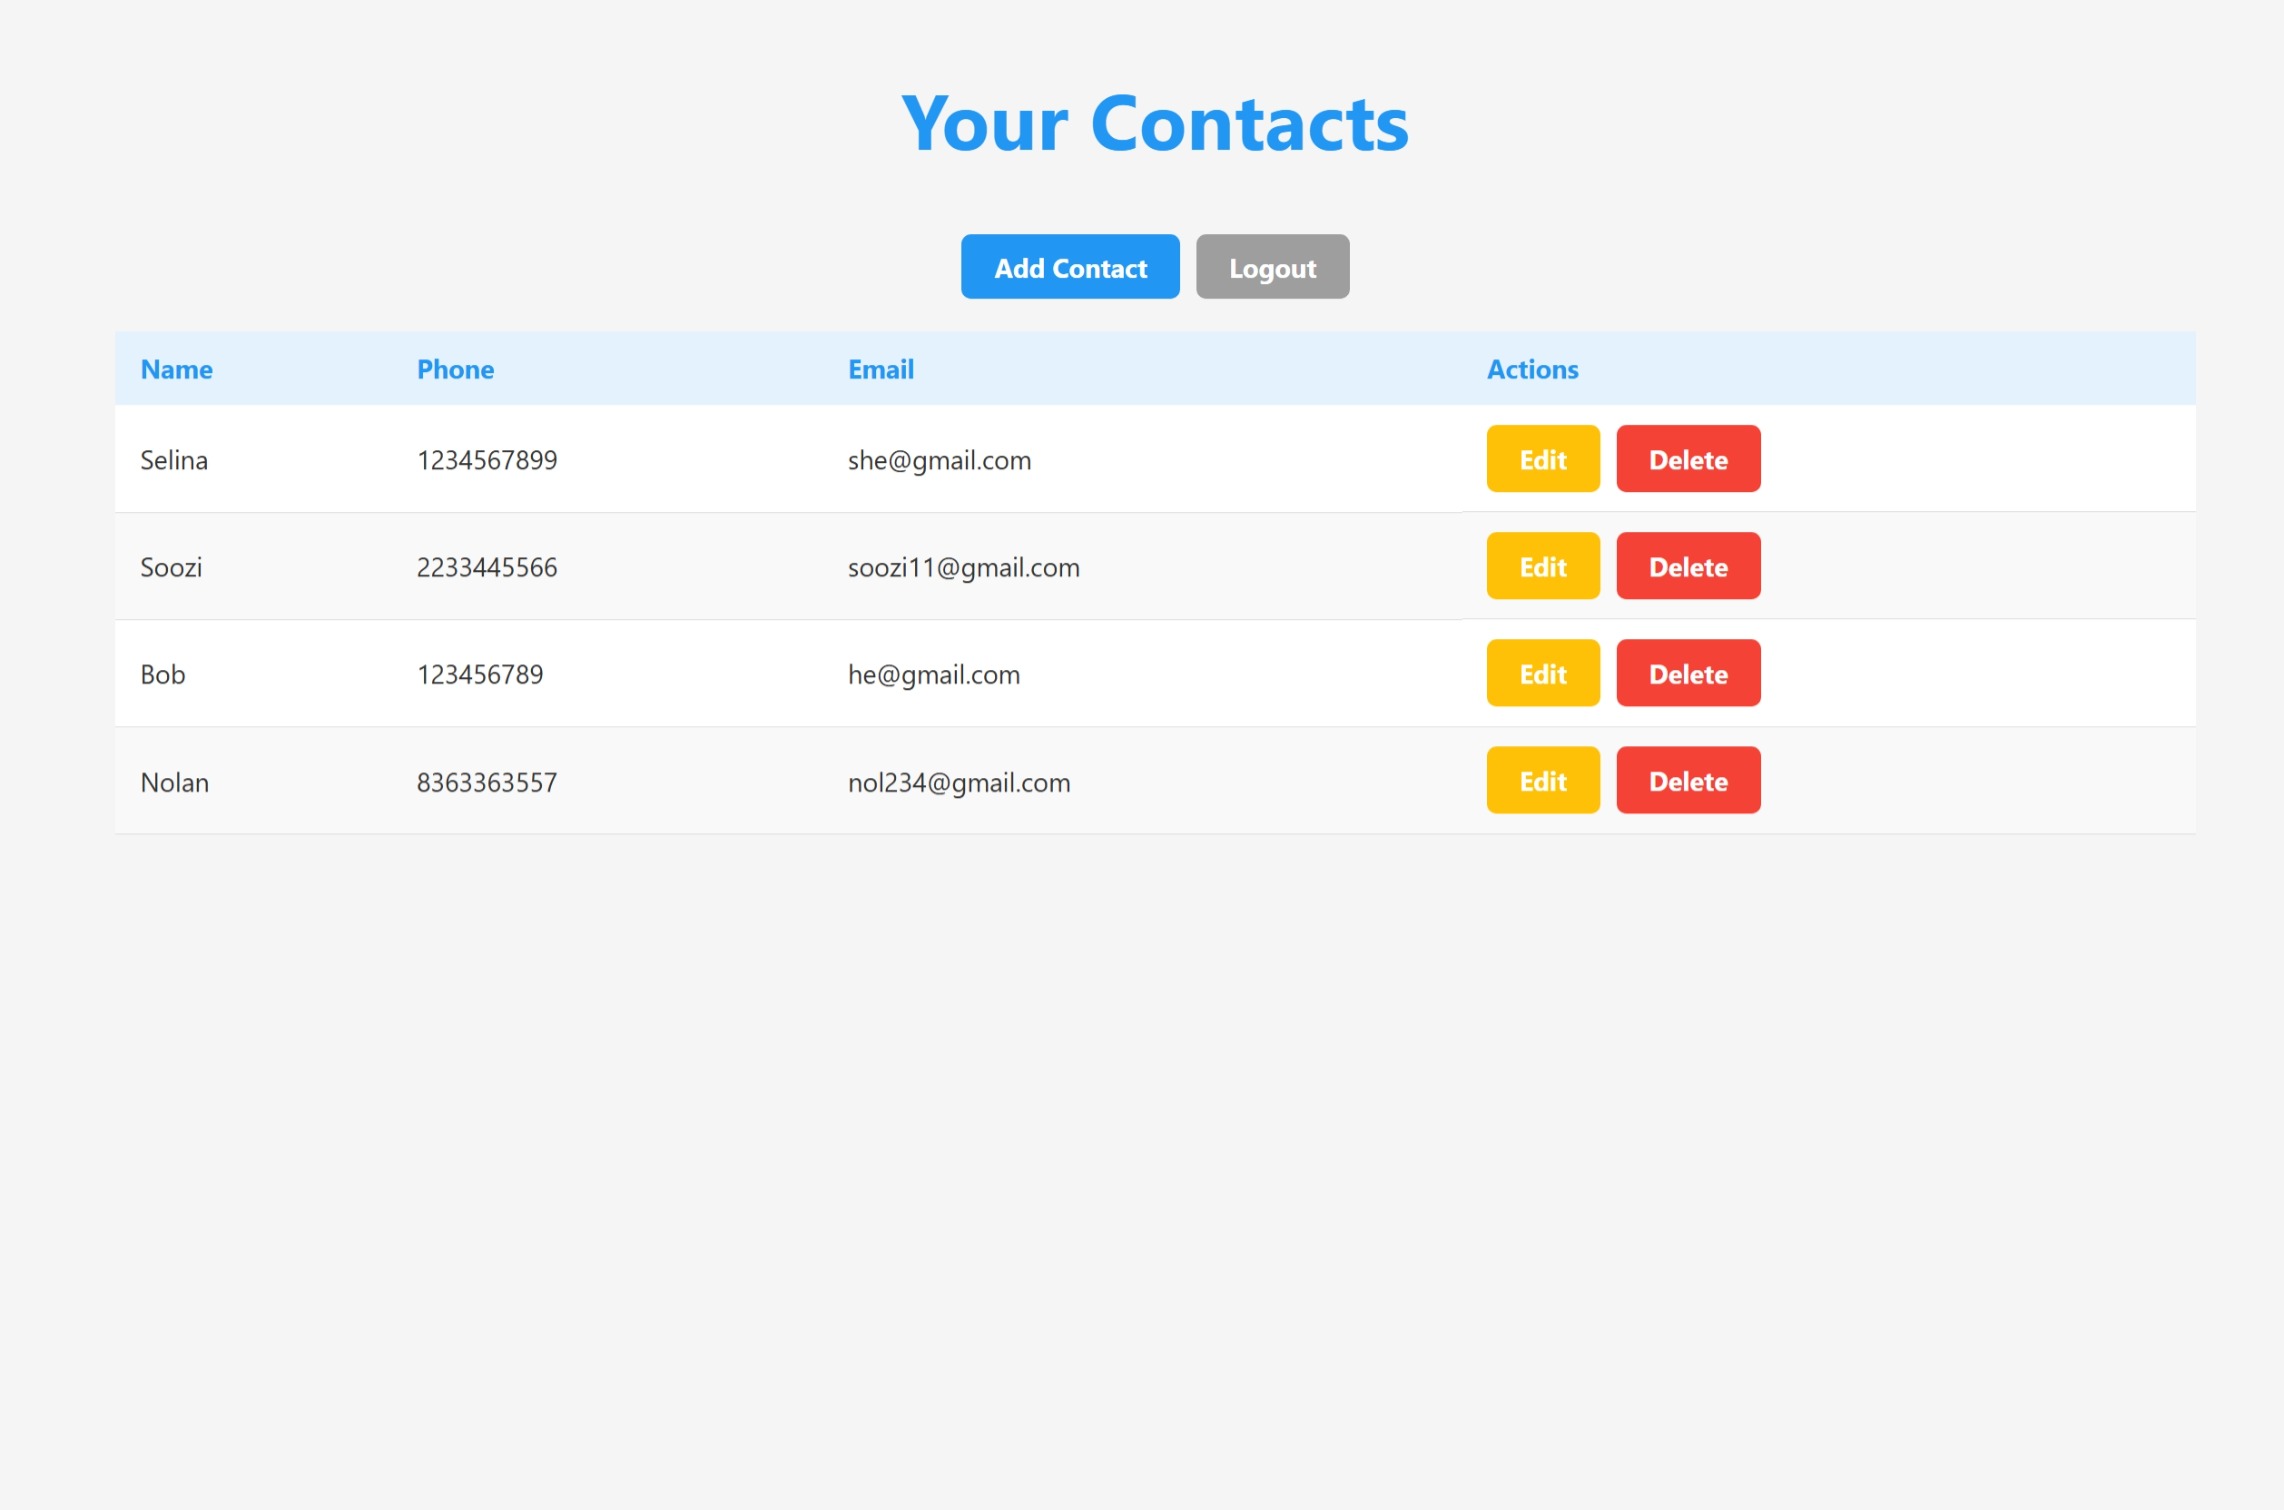 Your Contacts
Add Contact Logout
Name Phone Email Actions
Selina 1234567899 she@gmail.com Edit Delete
Soozi 2233445566 soozi11@gmail.com Edit Delete
Bob 123456789 he@gmail.com Edit Delete
Nolan 8363363557 nol234@gmail.com Edit Delete